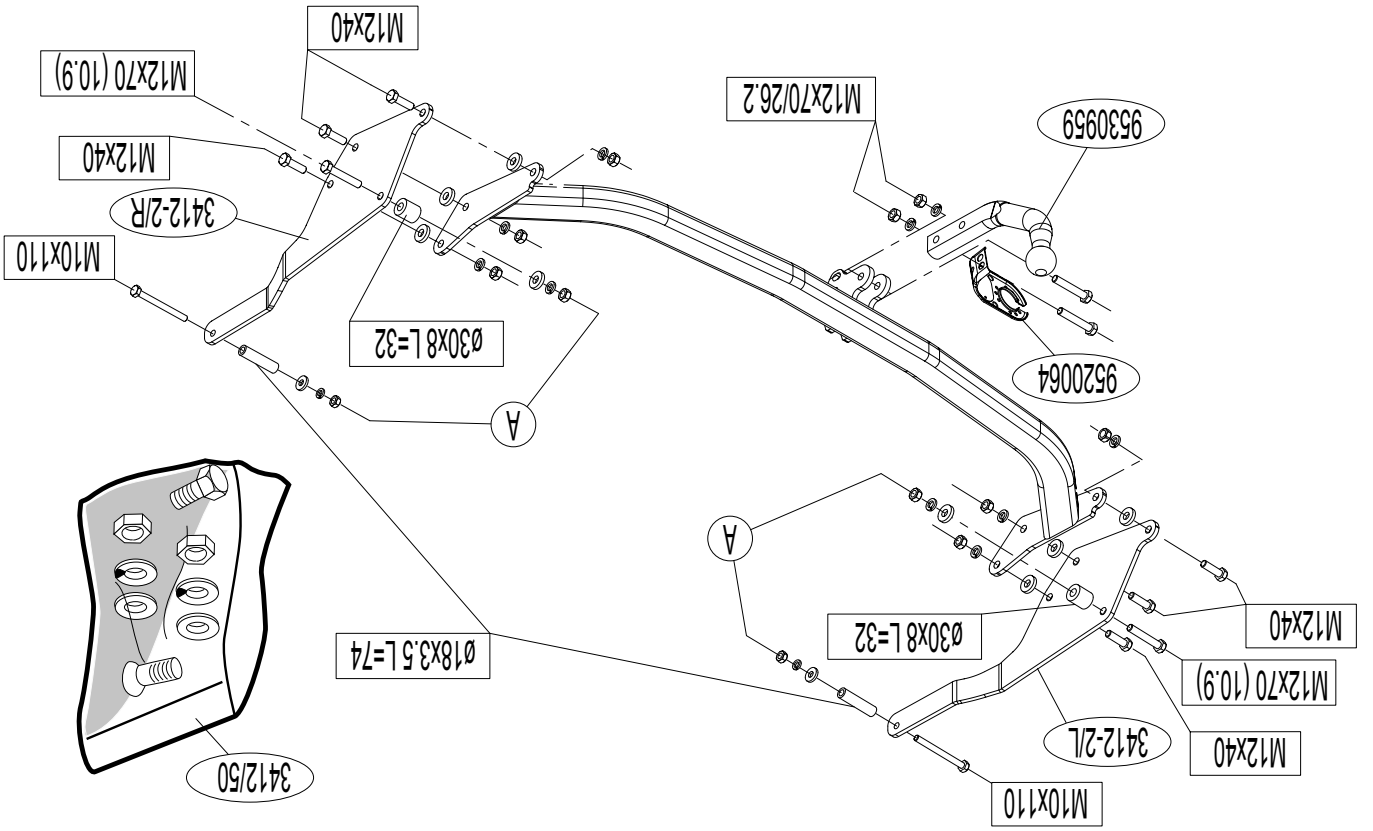 M10x110
3412/50
M12x40
3412-2/L
M12x70 (10.9)
ø18x3.5 L=74
M12x40
ø30x8 L=32
A
A
9520064
ø30x8 L=32
M10x110
3412-2/R
M12x40
9530959
M12x70/26.2
M12x70 (10.9)
M12x40